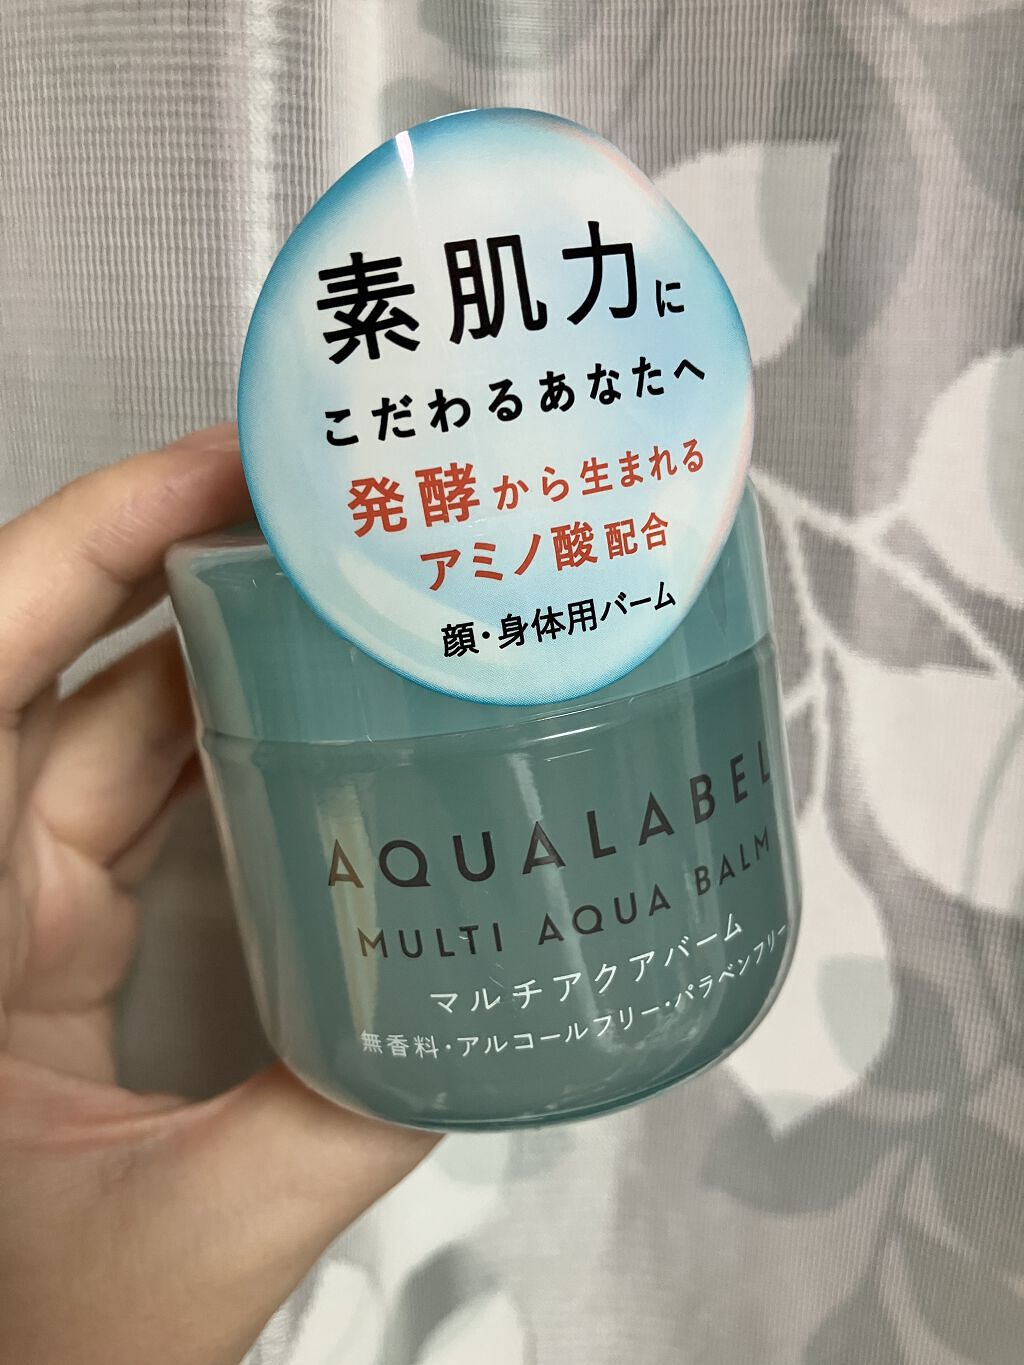 素肌力に
こだわるあなたへ
発酵から生まれる
アミノ酸配合
顔・身体用バーム
AQUALABEL
MULTI AQUA BALM
マルチアクアバーム
無香料・アルコールフリー・パラベンフリー